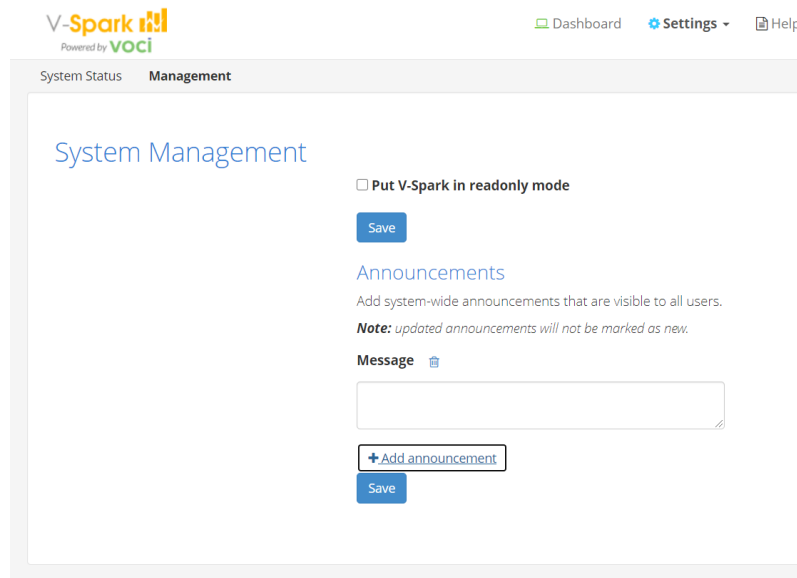 V-Spark
Powered by VOCI
Dashboard Settings Help
System Status Management
System Management
Put V-Spark in readonly mode
Save
Announcements
Add system-wide announcements that are visible to all users.
Note: updated announcements will not be marked as new.
Message
Add announcement
Save